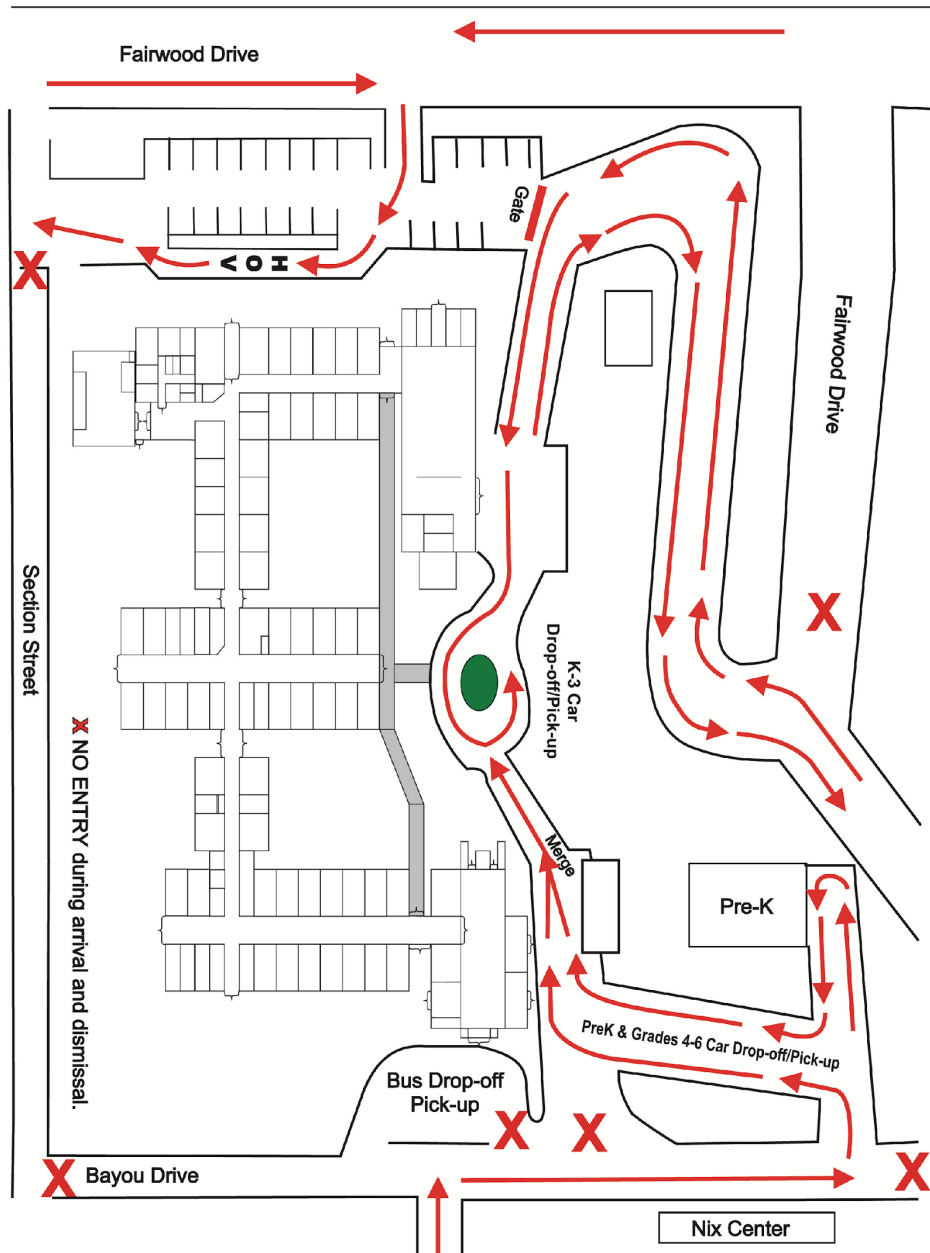 Fairwood Drive
Gate
HOV
Fairwood Drive
Section Street
K-3 Car
Drop-off/Pick-up
X NO ENTRY during arrival and dismissal.
Merge
Pre-K
PreK & Grades 4-6 Car Drop-off/Pick-up
Bus Drop-off
Pick-up
Bayou Drive
Nix Center